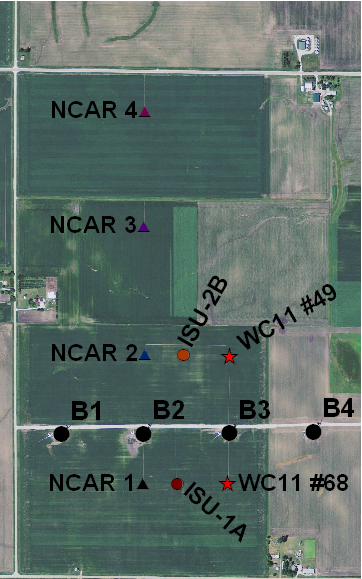 NCAR 4
NCAR 3
ISU-2B
WC11 #49
NCAR 2
B1
B2
B3
B4
NCAR 1
ISU-1A
WC11 #68